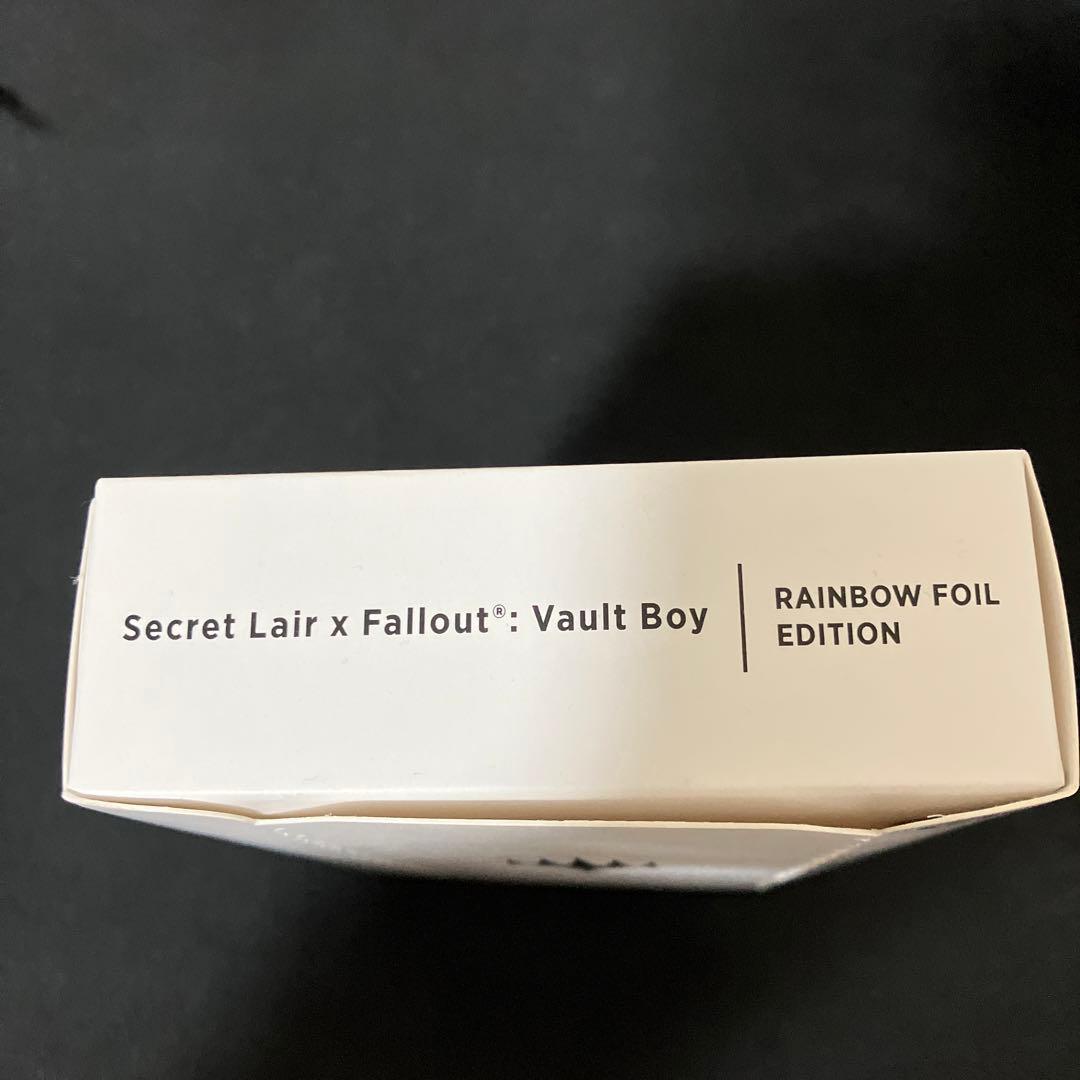 Secret Lair x Fallout®: Vault Boy
RAINBOW FOIL
EDITION